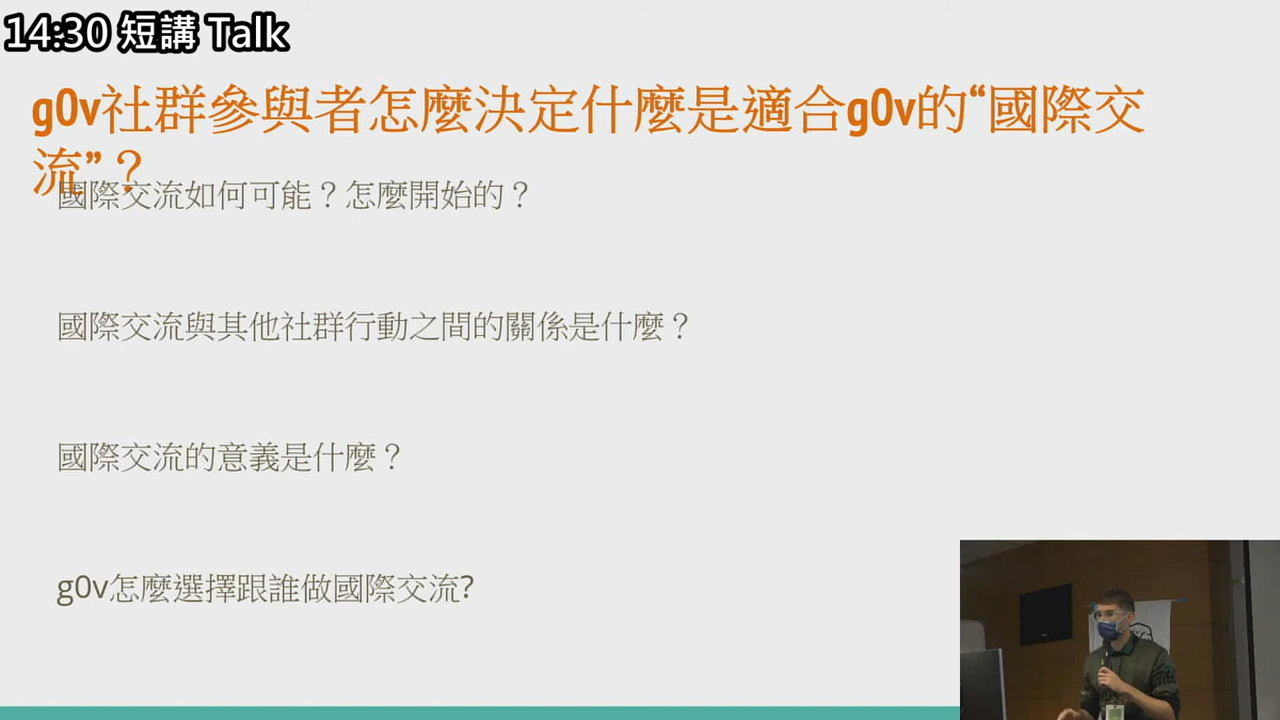 14:30 短講 Talk
g0v社群參與者怎麼決定什麼是適合g0v的“國際交
流”？
國際交流如何可能？怎麼開始的？
國際交流與其他社群行動之間的關係是什麼？
國際交流的意義是什麼？
g0v怎麼選擇跟誰做國際交流?